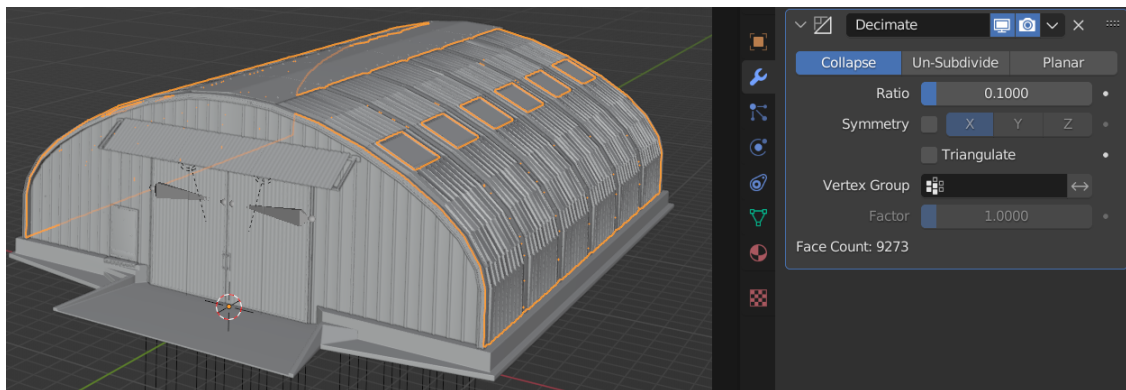 Decimate
Collapse Un-Subdivide Planar
Ratio 0.1000
Symmetry X Y Z
Triangulate
Vertex Group
Factor 1.0000
Face Count: 9273